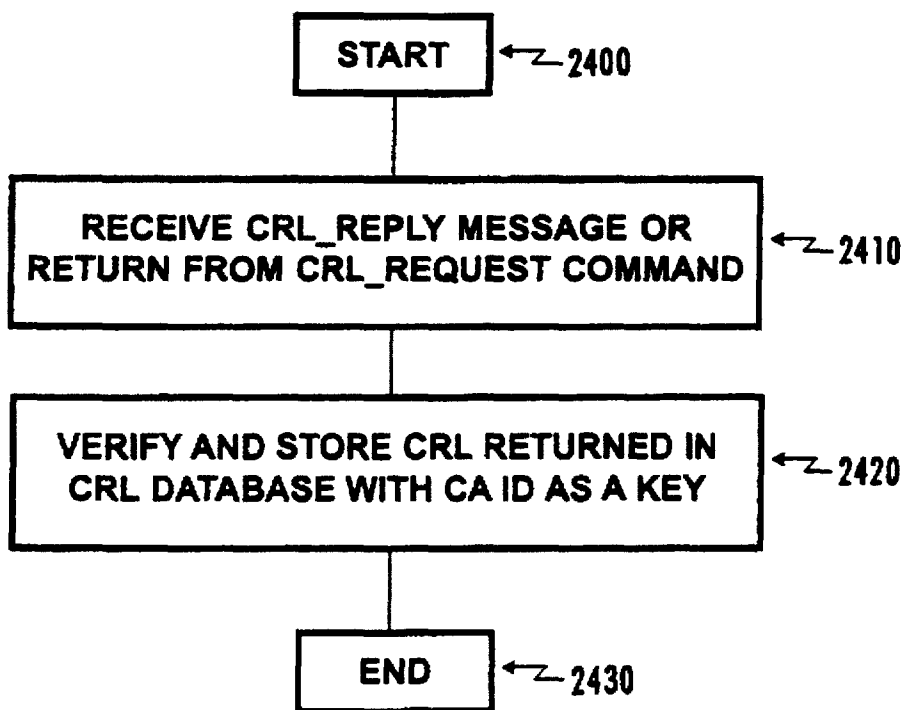 START
2400
RECEIVE CRL_REPLY MESSAGE OR
RETURN FROM CRL_REQUEST COMMAND
2410
VERIFY AND STORE CRL RETURNED IN
CRL DATABASE WITH CA ID AS A KEY
2420
END
2430